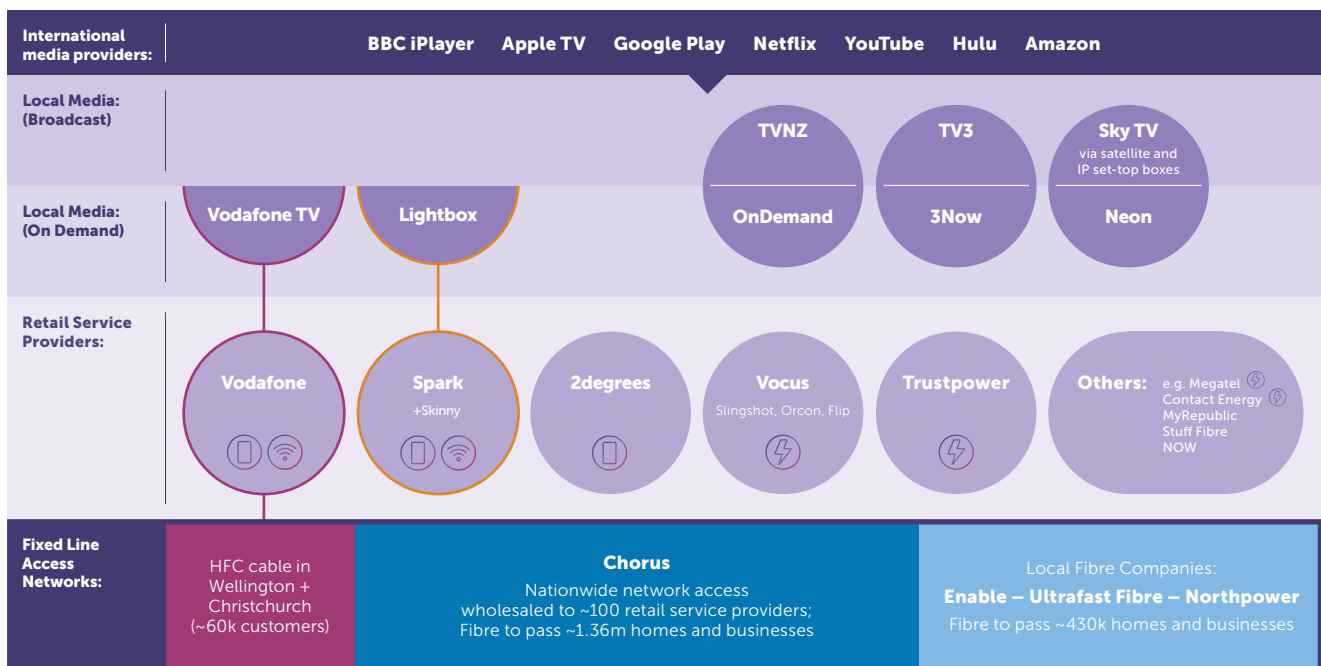 International
media providers:
BBC iPlayer Apple TV Google Play Netflix YouTube Hulu Amazon
Local Media:
(Broadcast)
TVNZ
TV3
Sky TV
via satellite and
IP set-top boxes
Local Media:
(On Demand)
Vodafone TV
Lightbox
OnDemand
3Now
Neon
Retail Service
Providers:
Vodafone
Spark
+Skinny
2degrees
Vocus
Slingshot, Orcon, Flip
Trustpower
Others:
e.g. Megatel
Contact Energy
MyRepublic
Stuff Fibre
NOW
Fixed Line
Access
Networks:
HFC cable in
Wellington +
Christchurch
(~60k customers)
Chorus
Nationwide network access
wholesaled to ~100 retail service providers;
Fibre to pass ~1.36m homes and businesses
Local Fibre Companies:
Enable – Ultrafast Fibre – Northpower
Fibre to pass ~430k homes and businesses